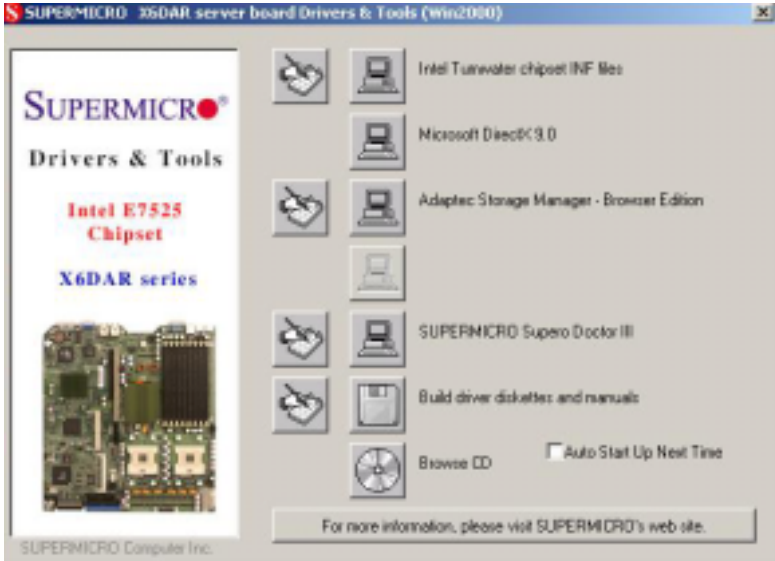 SUPERMICRO X6DAR server board Drivers & Tools (Win2000)
SUPERMICRO®
Drivers & Tools
Intel E7525
Chipset
X6DAR series
SUPERMICRO Computer Inc.
Intel Tumwater chipset INF files
Microsoft DirectX 9.0
Adaptec Storage Manager - Browser Edition
SUPERMICRO Supero Doctor III
Build driver diskettes and manuals
Browse CD
Auto Start Up Next Time
For more information, please visit SUPERMICRO's web site.